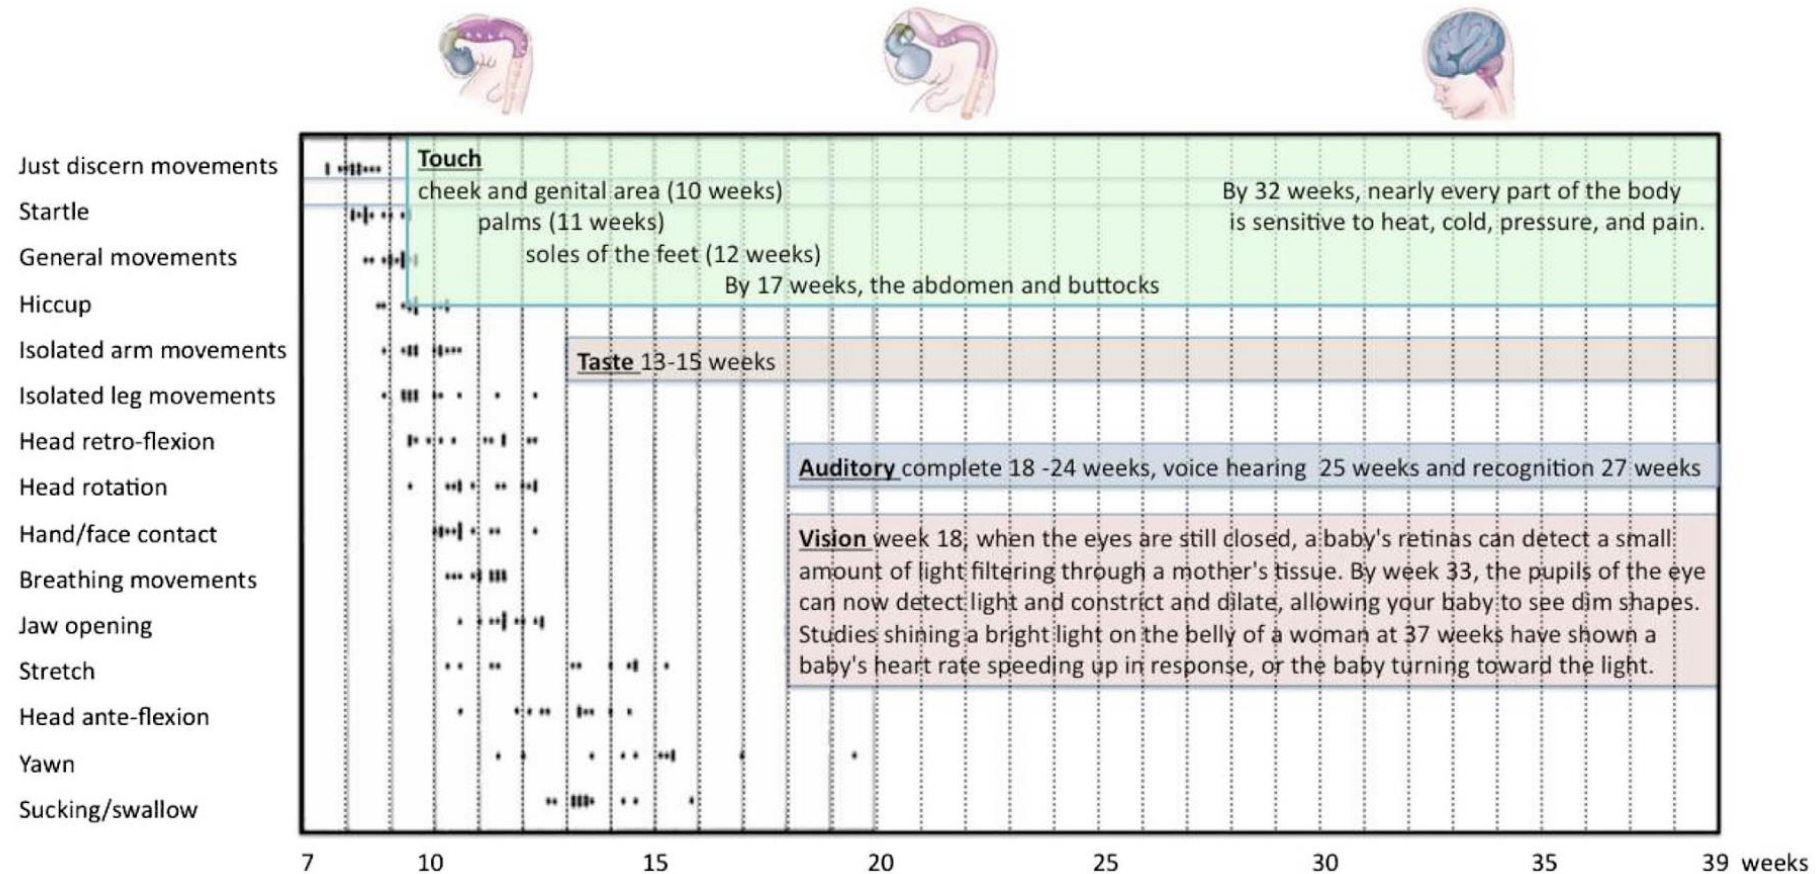 Just discern movements
Startle
General movements
Hiccup
Isolated arm movements
Isolated leg movements
Head retro-flexion
Head rotation
Hand/face contact
Breathing movements
Jaw opening
Stretch
Head ante-flexion
Yawn
Sucking/swallow
Touch
cheek and genital area (10 weeks)
palms (11 weeks)
soles of the feet (12 weeks)
By 17 weeks, the abdomen and buttocks
By 32 weeks, nearly every part of the body
is sensitive to heat, cold, pressure, and pain.
Taste 13-15 weeks
Auditory complete 18 -24 weeks, voice hearing 25 weeks and recognition 27 weeks
Vision week 18, when the eyes are still closed, a baby's retinas can detect a small
amount of light filtering through a mother's tissue. By week 33, the pupils of the eye
can now detect light and constrict and dilate, allowing your baby to see dim shapes.
Studies shining a bright light on the belly of a woman at 37 weeks have shown a
baby's heart rate speeding up in response, or the baby turning toward the light.
7 10 15 20 25 30 35 39 weeks